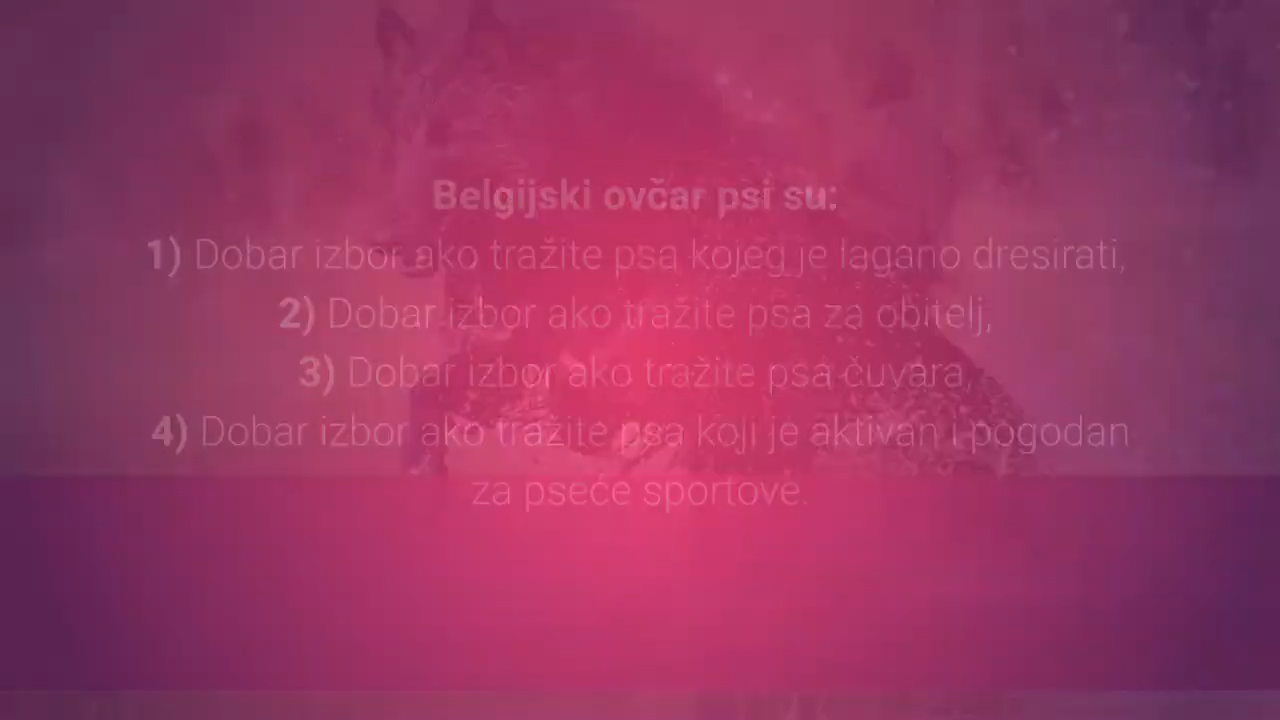 Belgijski ovčar psi su:
1) Dobar izbor ako tražite psa kojeg je lagano dresirati,
2) Dobar izbor ako tražite psa za obitelj,
3) Dobar izbor ako tražite psa čuvara,
4) Dobar izbor ako tražite psa koji je aktivan i pogodan
za pseće sportove.